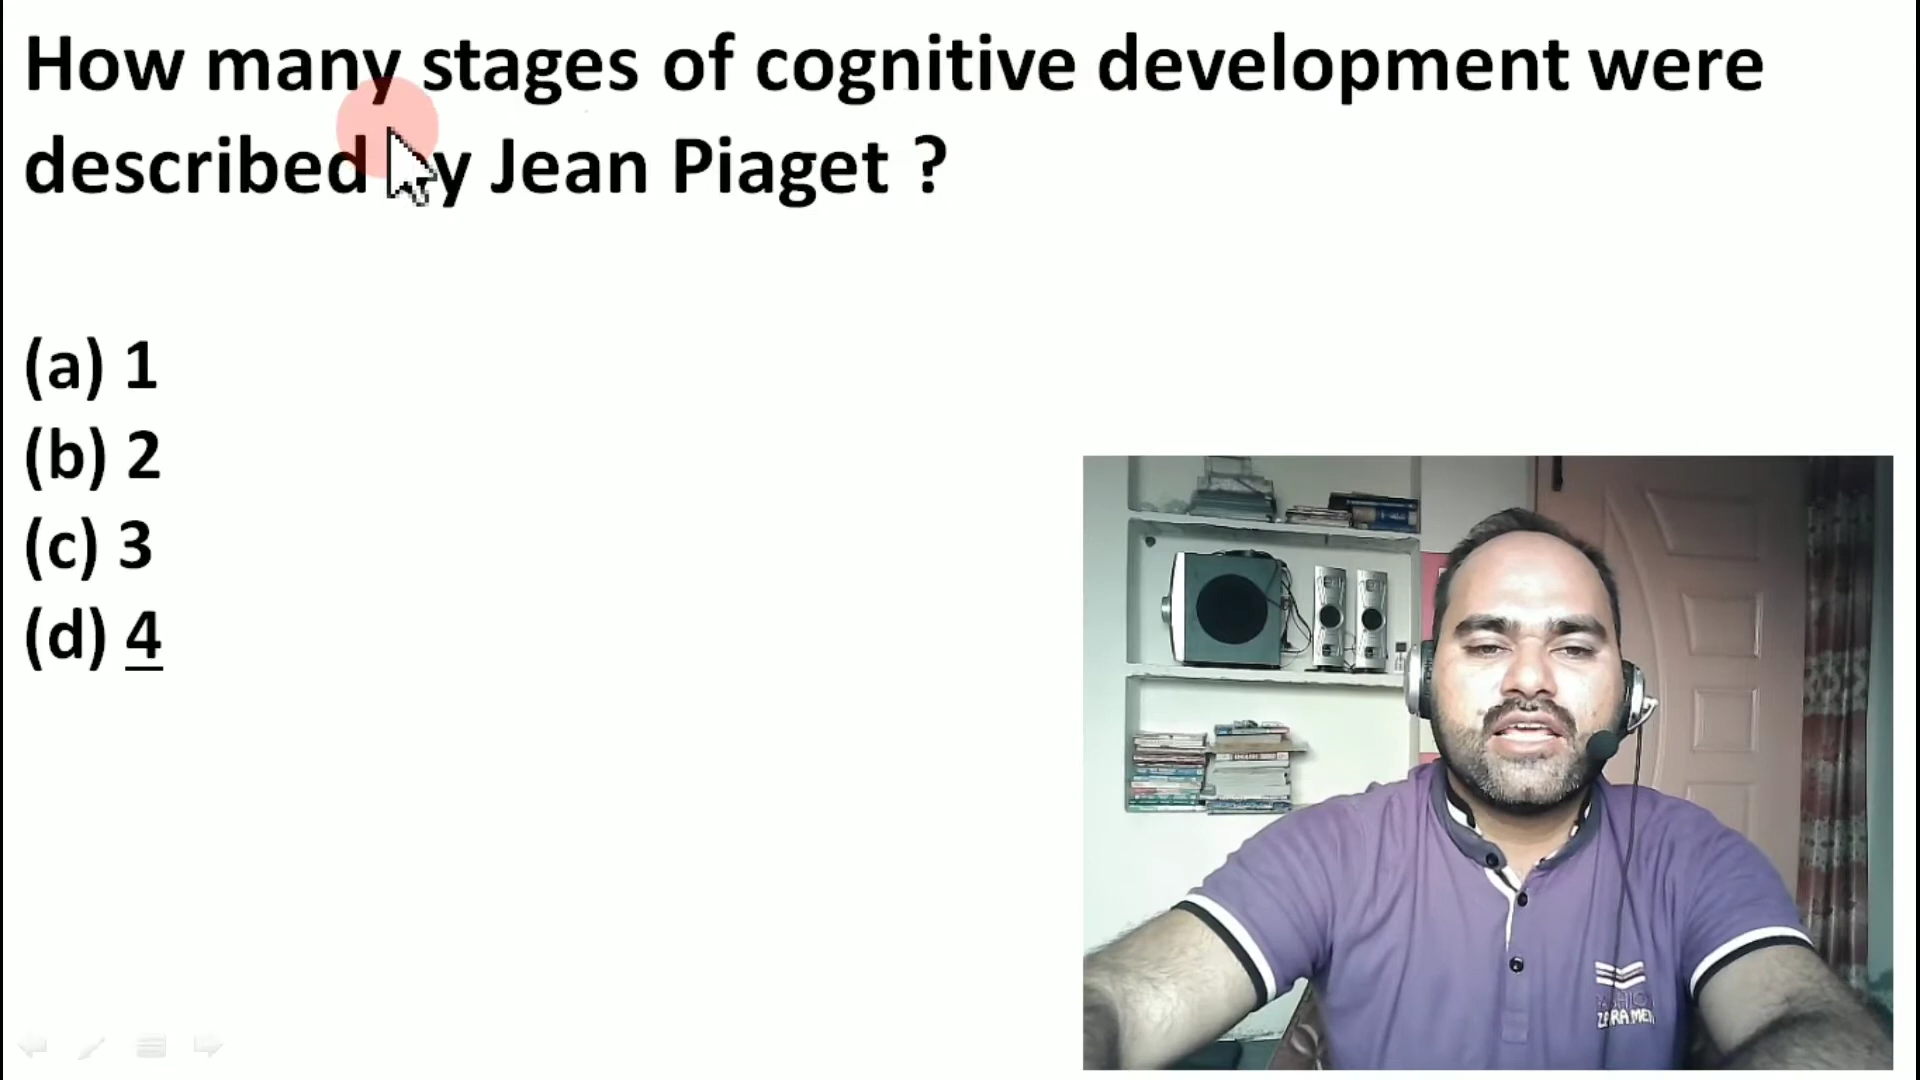 How many stages of cognitive development were
described by Jean Piaget ?
(a) 1
(b) 2
(c) 3
(d) 4